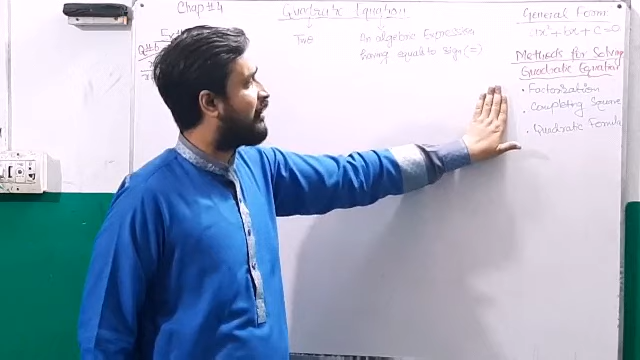 Chap # 4
Quadratic Equation
Two
An algebraic Expression
having equal to sign (=)
General Form:
ax² + bx + c = 0
Methods for Solving
Quadratic Equation
• Factorization
• Completing Square
• Quadratic Formula